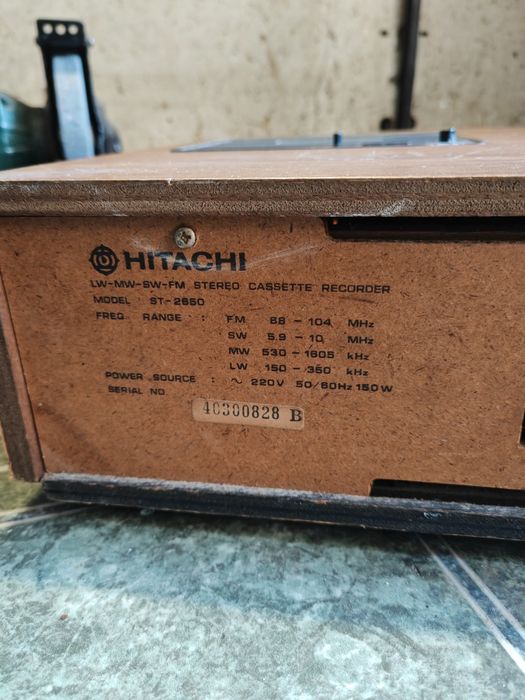 HITACHI
LW-MW-SW-FM STEREO CASSETTE RECORDER
MODEL ST-2650
FREQ RANGE : FM 88 – 104 MHz
SW 5.9 – 10 MHz
MW 530 – 1605 kHz
LW 150 – 350 kHz
POWER SOURCE : ~ 220V 50/60Hz 150W
SERIAL NO
40300828 B